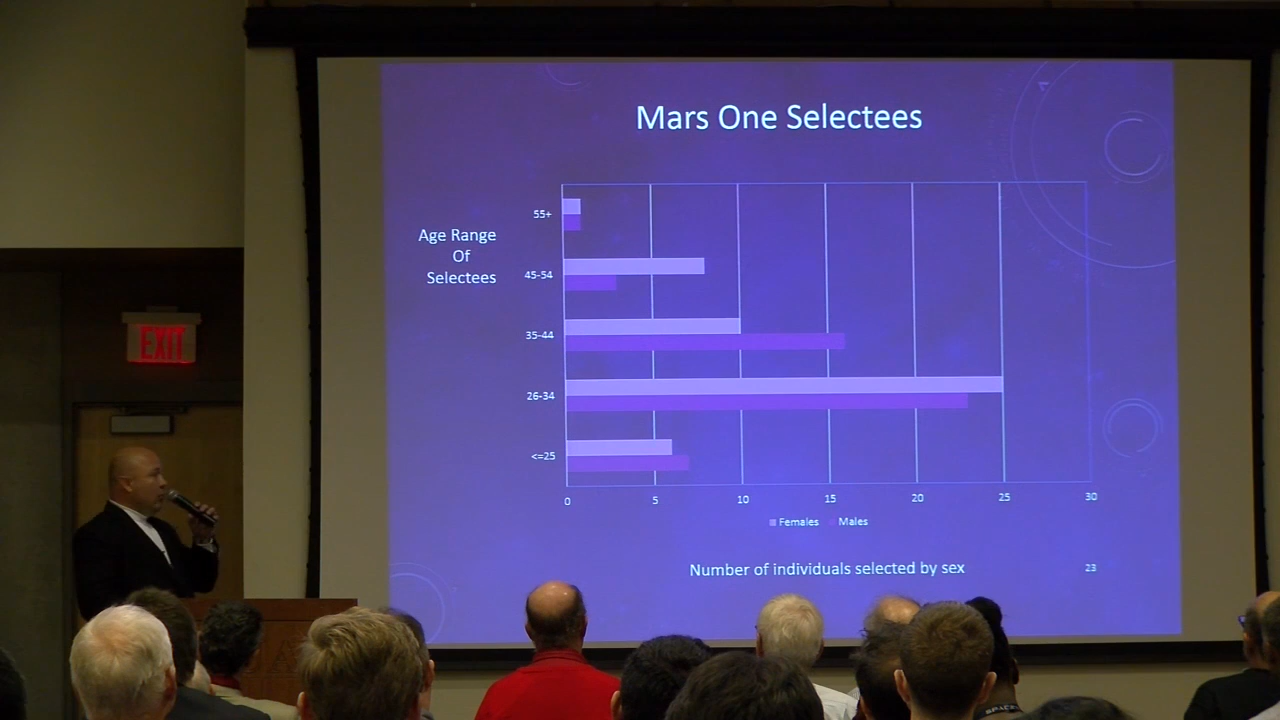 Mars One Selectees
Age Range
Of
Selectees
55+
45-54
35-44
26-34
<=25
0 5 10 15 20 25 30
Females Males
Number of individuals selected by sex
23
EXIT